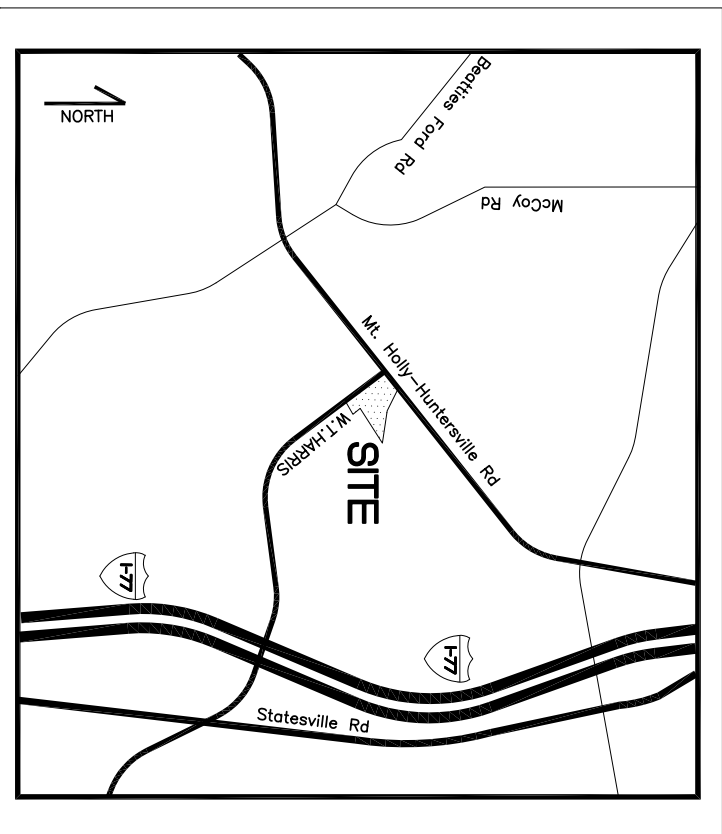 NORTH
Beatties Ford Rd
McCoy Rd
Mt. Holly-Huntersville Rd
W.T.HARRIS
SITE
I-77
I-77
Statesville Rd